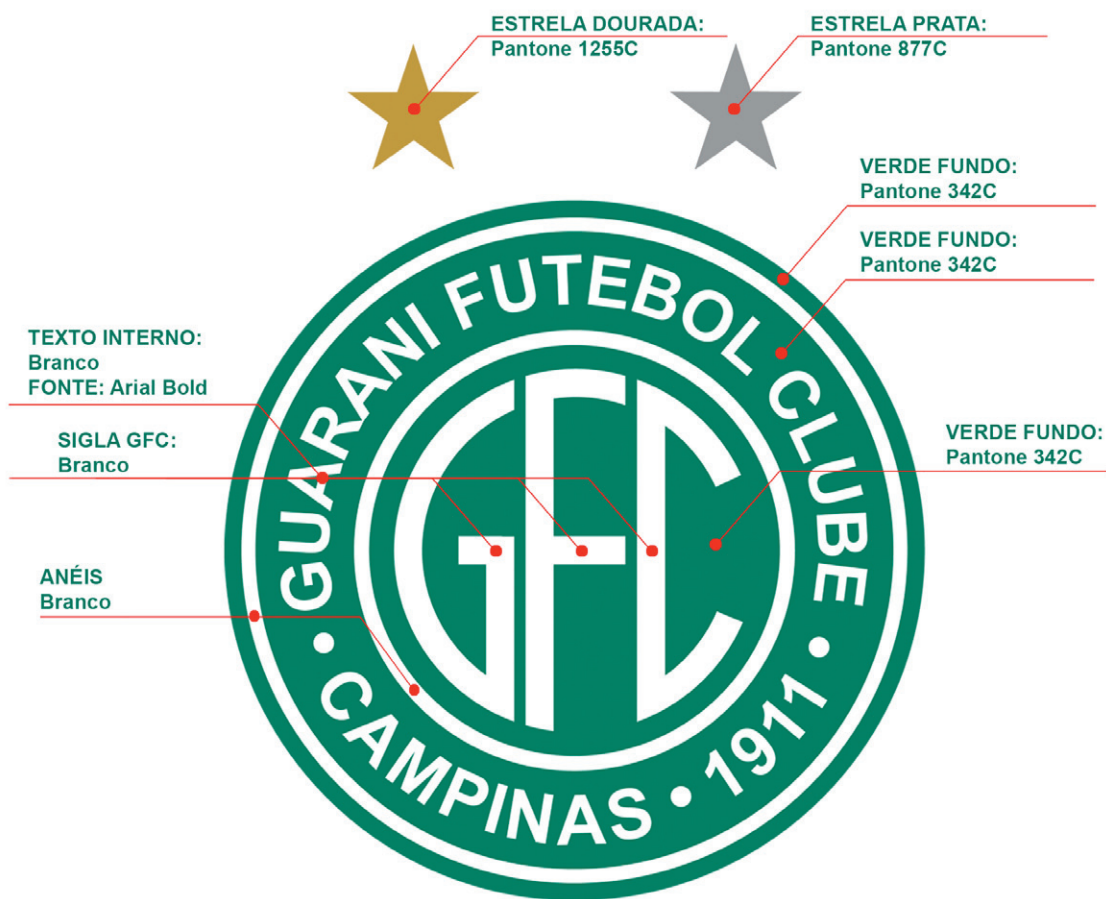 ESTRELA DOURADA:
Pantone 1255C
ESTRELA PRATA:
Pantone 877C
VERDE FUNDO:
Pantone 342C
VERDE FUNDO:
Pantone 342C
TEXTO INTERNO:
Branco
FONTE: Arial Bold
SIGLA GFC:
Branco
VERDE FUNDO:
Pantone 342C
ANÉIS
Branco
GUARANI FUTEBOL CLUBE
GFC
• CAMPINAS • 1911 •